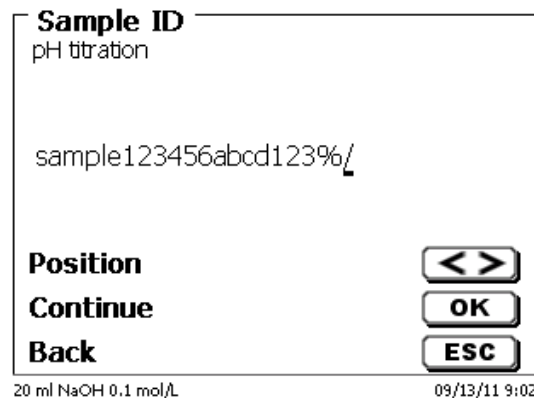 Sample ID
pH titration
sample123456abcd123%/
Position < >
Continue OK
Back ESC
20 ml NaOH 0.1 mol/L 09/13/11 9:02